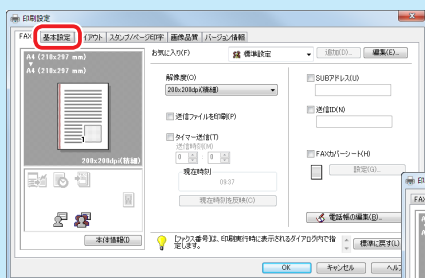 印刷設定
FAX 基本設定 レイアウト スタンプ/ページ印字 画像品質 バージョン情報
A4 (210x297 mm)
A4 (210x297 mm)
200x200dpi(精細)
本体情報(I)
お気に入り(F)
標準設定
追加(D)...
編集(E)...
解像度(O)
200x200dpi(精細)
送信ファイルを印刷(P)
タイマー送信(T)
送信時刻(M)
0 : 0
現在時刻
09:37
現在時刻を反映(C)
SUBアドレス(U)
送信ID(N)
FAXカバーシート(H)
設定(G)...
電話帳の編集(B)...
[ファクス番号]は、印刷実行時に表示されるダイアログ内で指定します。
標準に戻す(L)
OK キャンセル ヘルプ
FAX